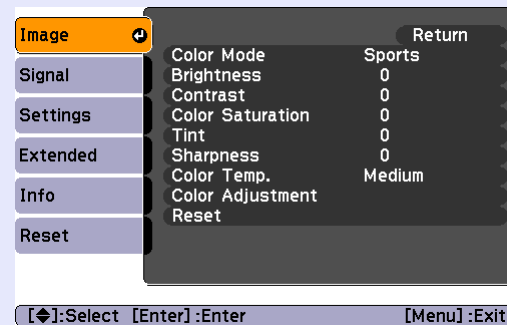 Image
Signal
Settings
Extended
Info
Reset
Return
Color Mode Sports
Brightness 0
Contrast 0
Color Saturation 0
Tint 0
Sharpness 0
Color Temp. Medium
Color Adjustment
Reset
[◆]:Select [Enter]:Enter [Menu]:Exit